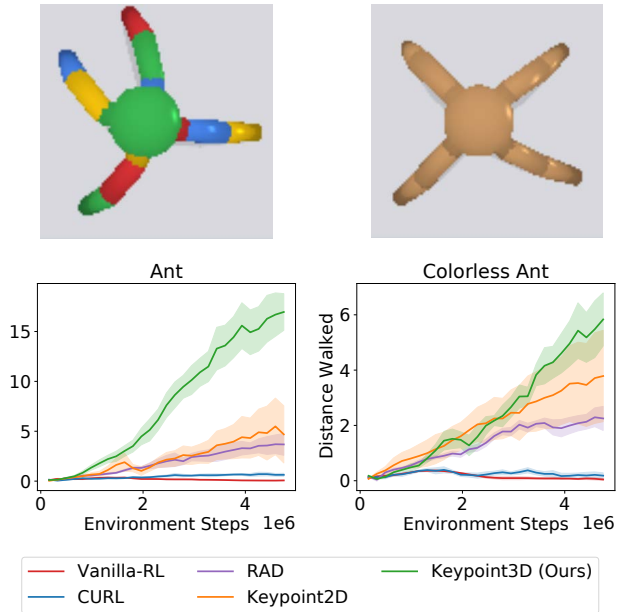 Ant
15
10
5
0
0
2
4
1e6
Environment Steps
Colorless Ant
Distance Walked
6
4
2
0
0
2
4
1e6
Environment Steps
Vanilla-RL
RAD
Keypoint3D (Ours)
CURL
Keypoint2D